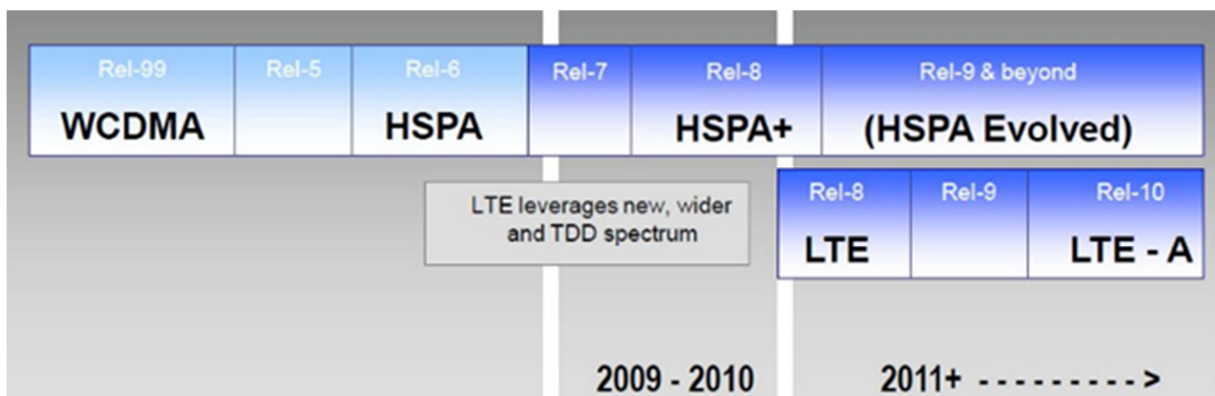 Rel-99 Rel-5 Rel-6 Rel-7 Rel-8 Rel-9 & beyond
WCDMA HSPA HSPA+ (HSPA Evolved)
LTE leverages new, wider
and TDD spectrum
Rel-8 Rel-9 Rel-10
LTE LTE - A
2009 - 2010 2011+ - - - - - - - - - >